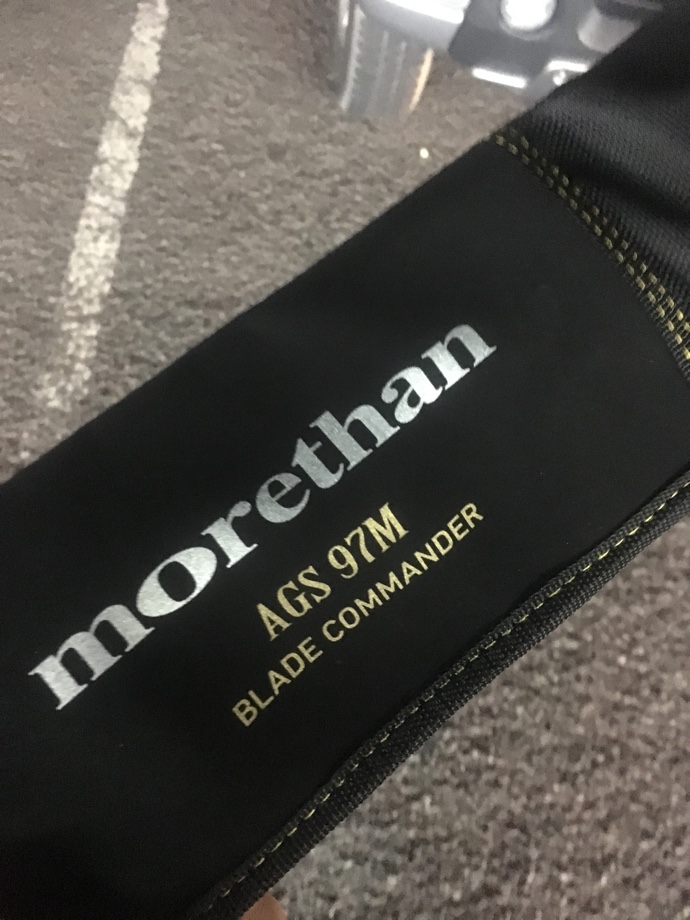 morethan
AGS 97M
BLADE COMMANDER